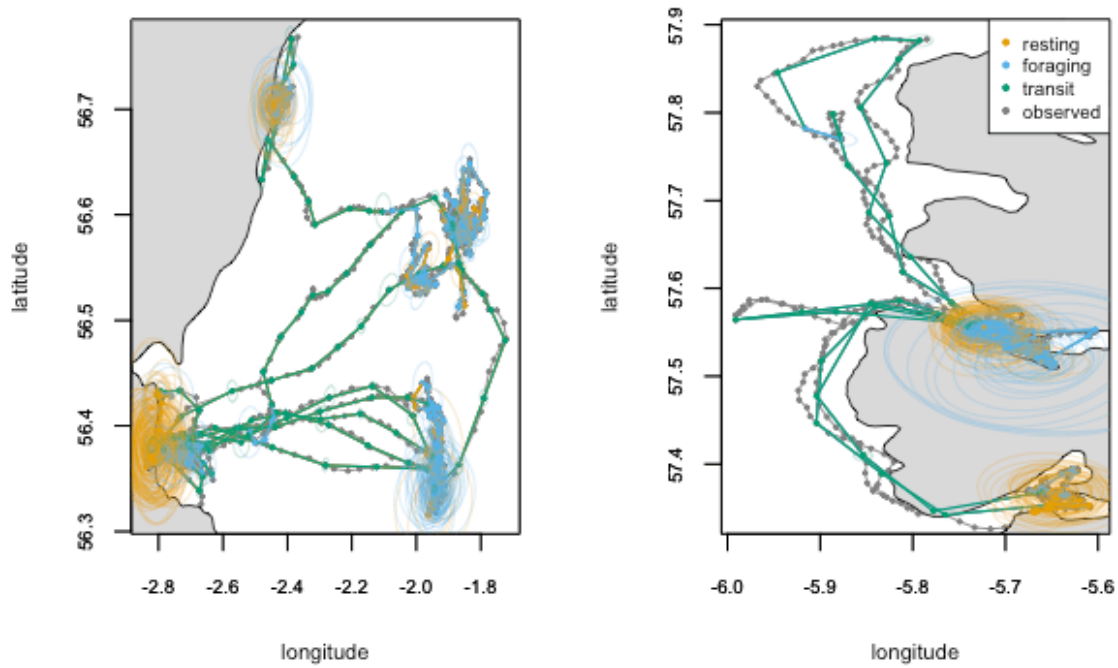 56.7
56.6
56.5
56.4
56.3
latitude
-2.8
-2.6
-2.4
-2.2
-2.0
-1.8
longitude
57.9
57.8
57.7
57.6
57.5
57.4
latitude
resting
foraging
transit
observed
-6.0
-5.9
-5.8
-5.7
-5.6
longitude